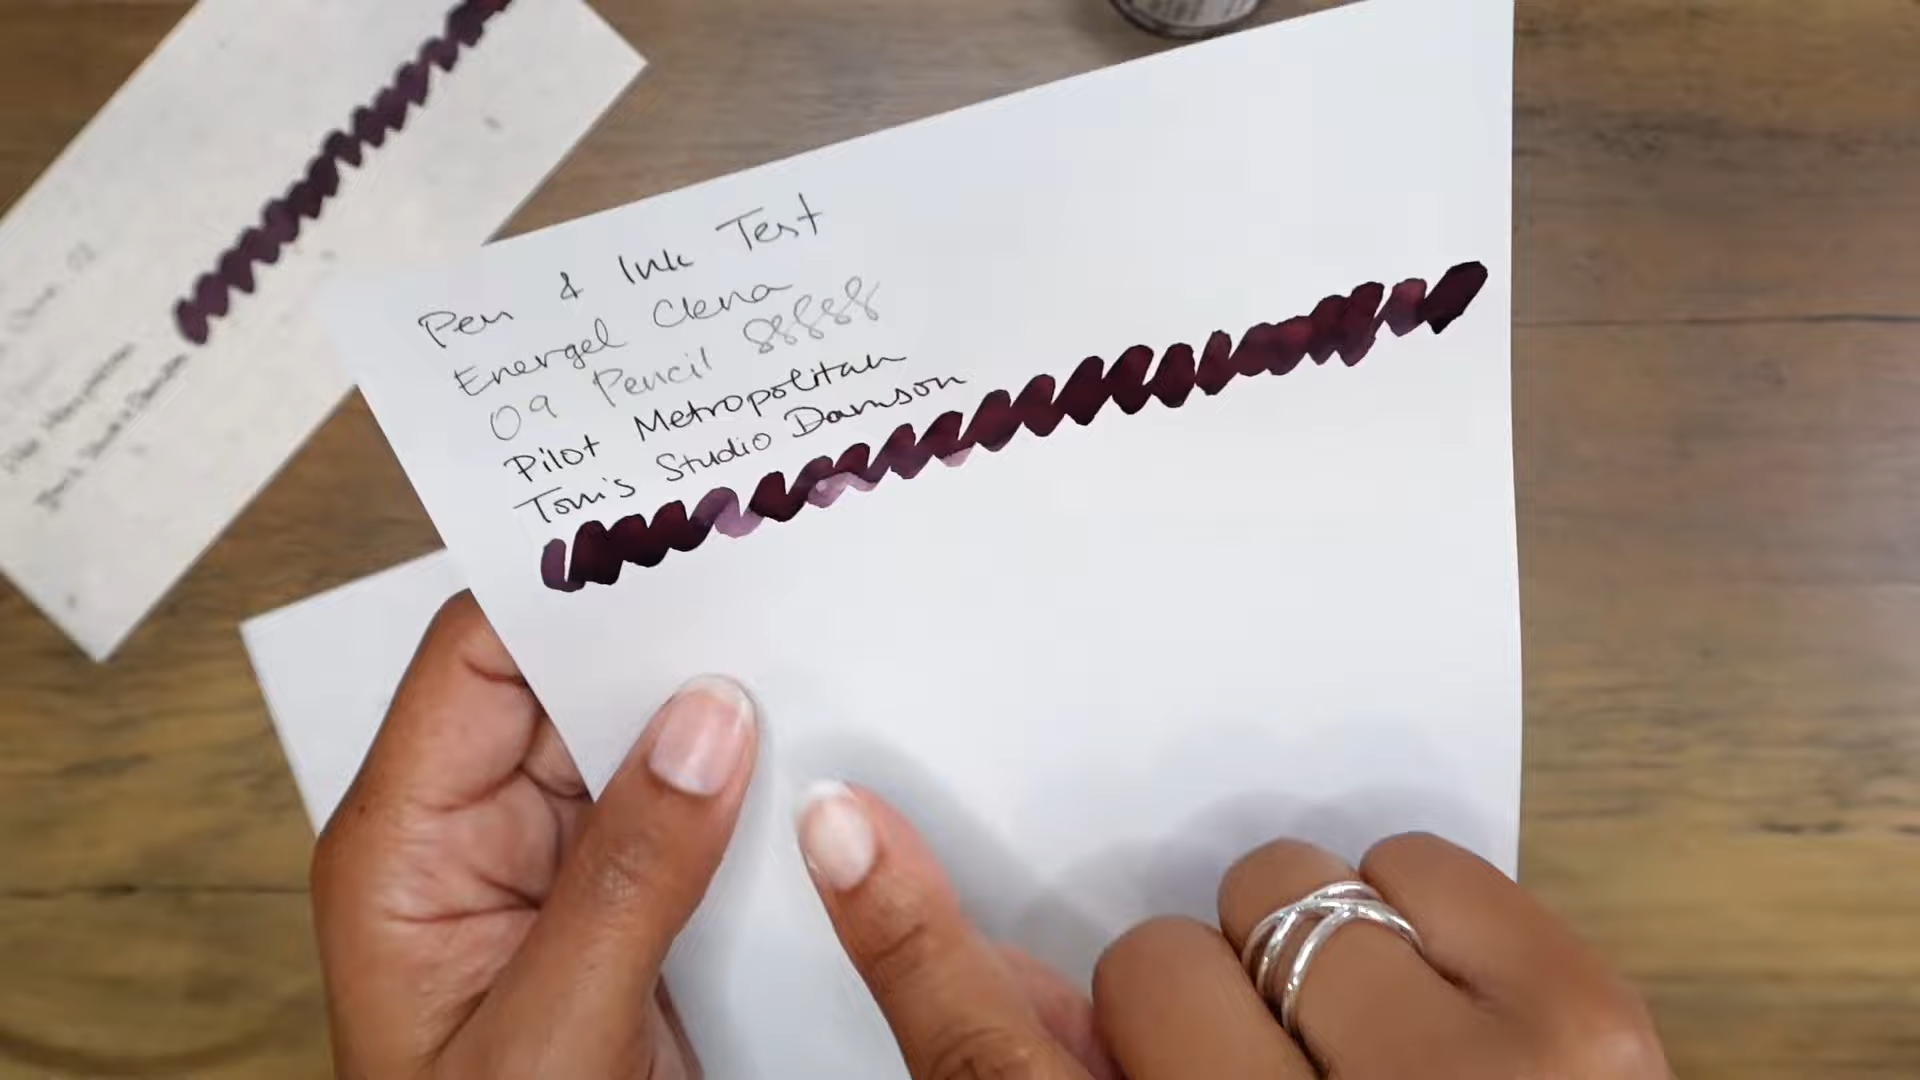 Pen & Ink Test
Energel Clena
09 Pencil 88888
Pilot Metropolitan
Tom's Studio Damson